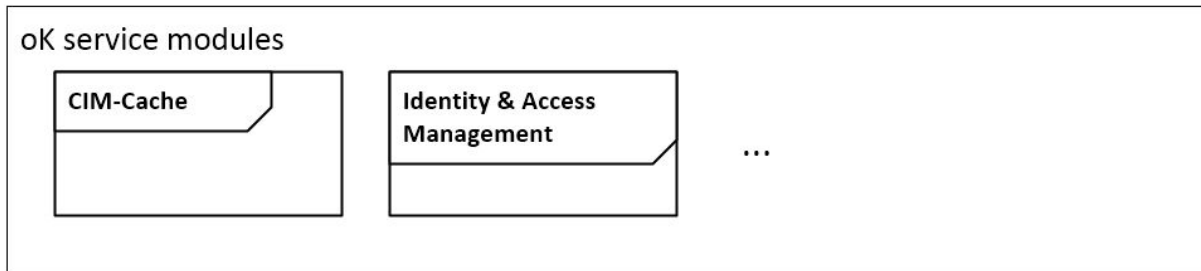 oK service modules
CIM-Cache
Identity & Access
Management
...